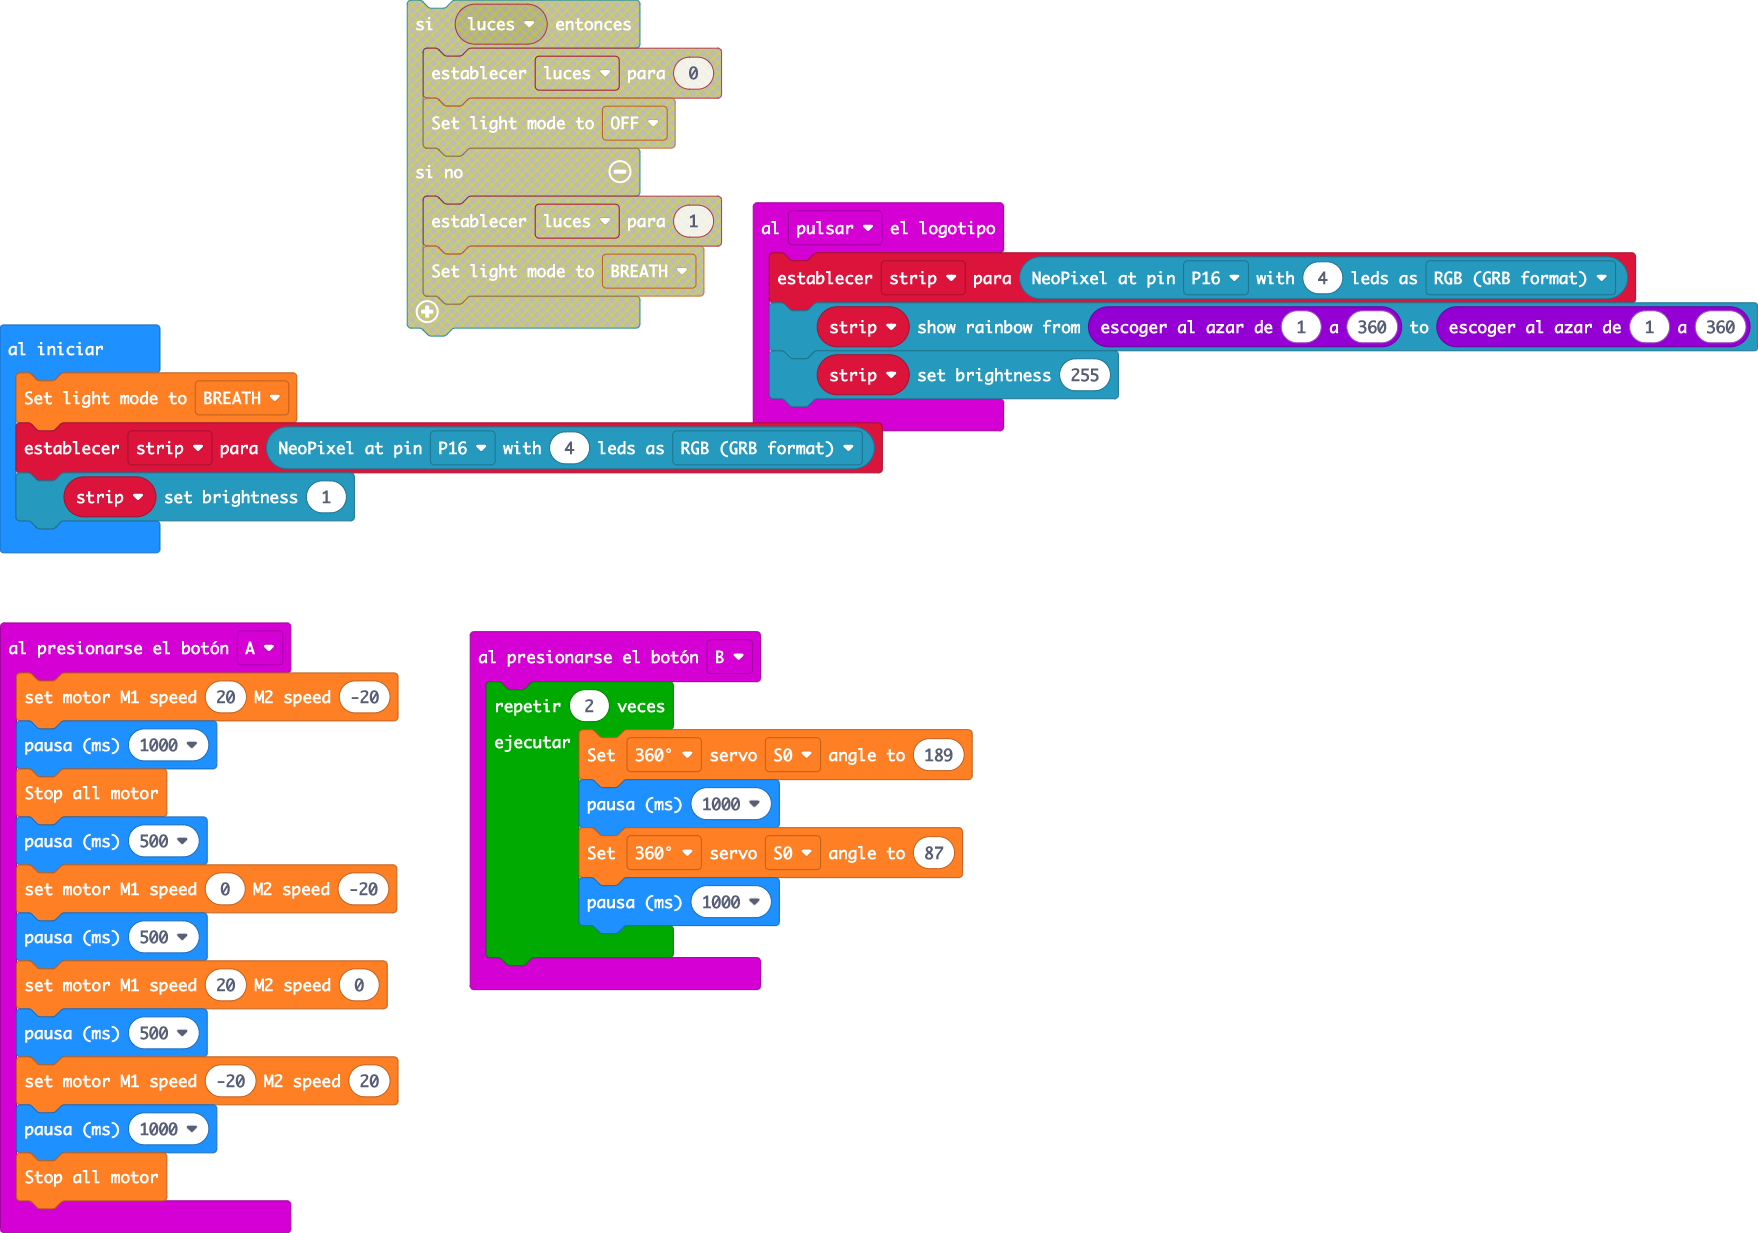 si luces entonces
establecer luces para 0
Set light mode to OFF
si no
establecer luces para 1
Set light mode to BREATH
al pulsar el logotipo
establecer strip para NeoPixel at pin P16 with 4 leds as RGB (GRB format)
strip show rainbow from escoger al azar de 1 a 360 to escoger al azar de 1 a 360
strip set brightness 255
al iniciar
Set light mode to BREATH
establecer strip para NeoPixel at pin P16 with 4 leds as RGB (GRB format)
strip set brightness 1
al presionarse el botón A
set motor M1 speed 20 M2 speed -20
pausa (ms) 1000
Stop all motor
pausa (ms) 500
set motor M1 speed 0 M2 speed -20
pausa (ms) 500
set motor M1 speed 20 M2 speed 0
pausa (ms) 500
set motor M1 speed -20 M2 speed 20
pausa (ms) 1000
Stop all motor
al presionarse el botón B
repetir 2 veces
ejecutar
Set 360° servo S0 angle to 189
pausa (ms) 1000
Set 360° servo S0 angle to 87
pausa (ms) 1000